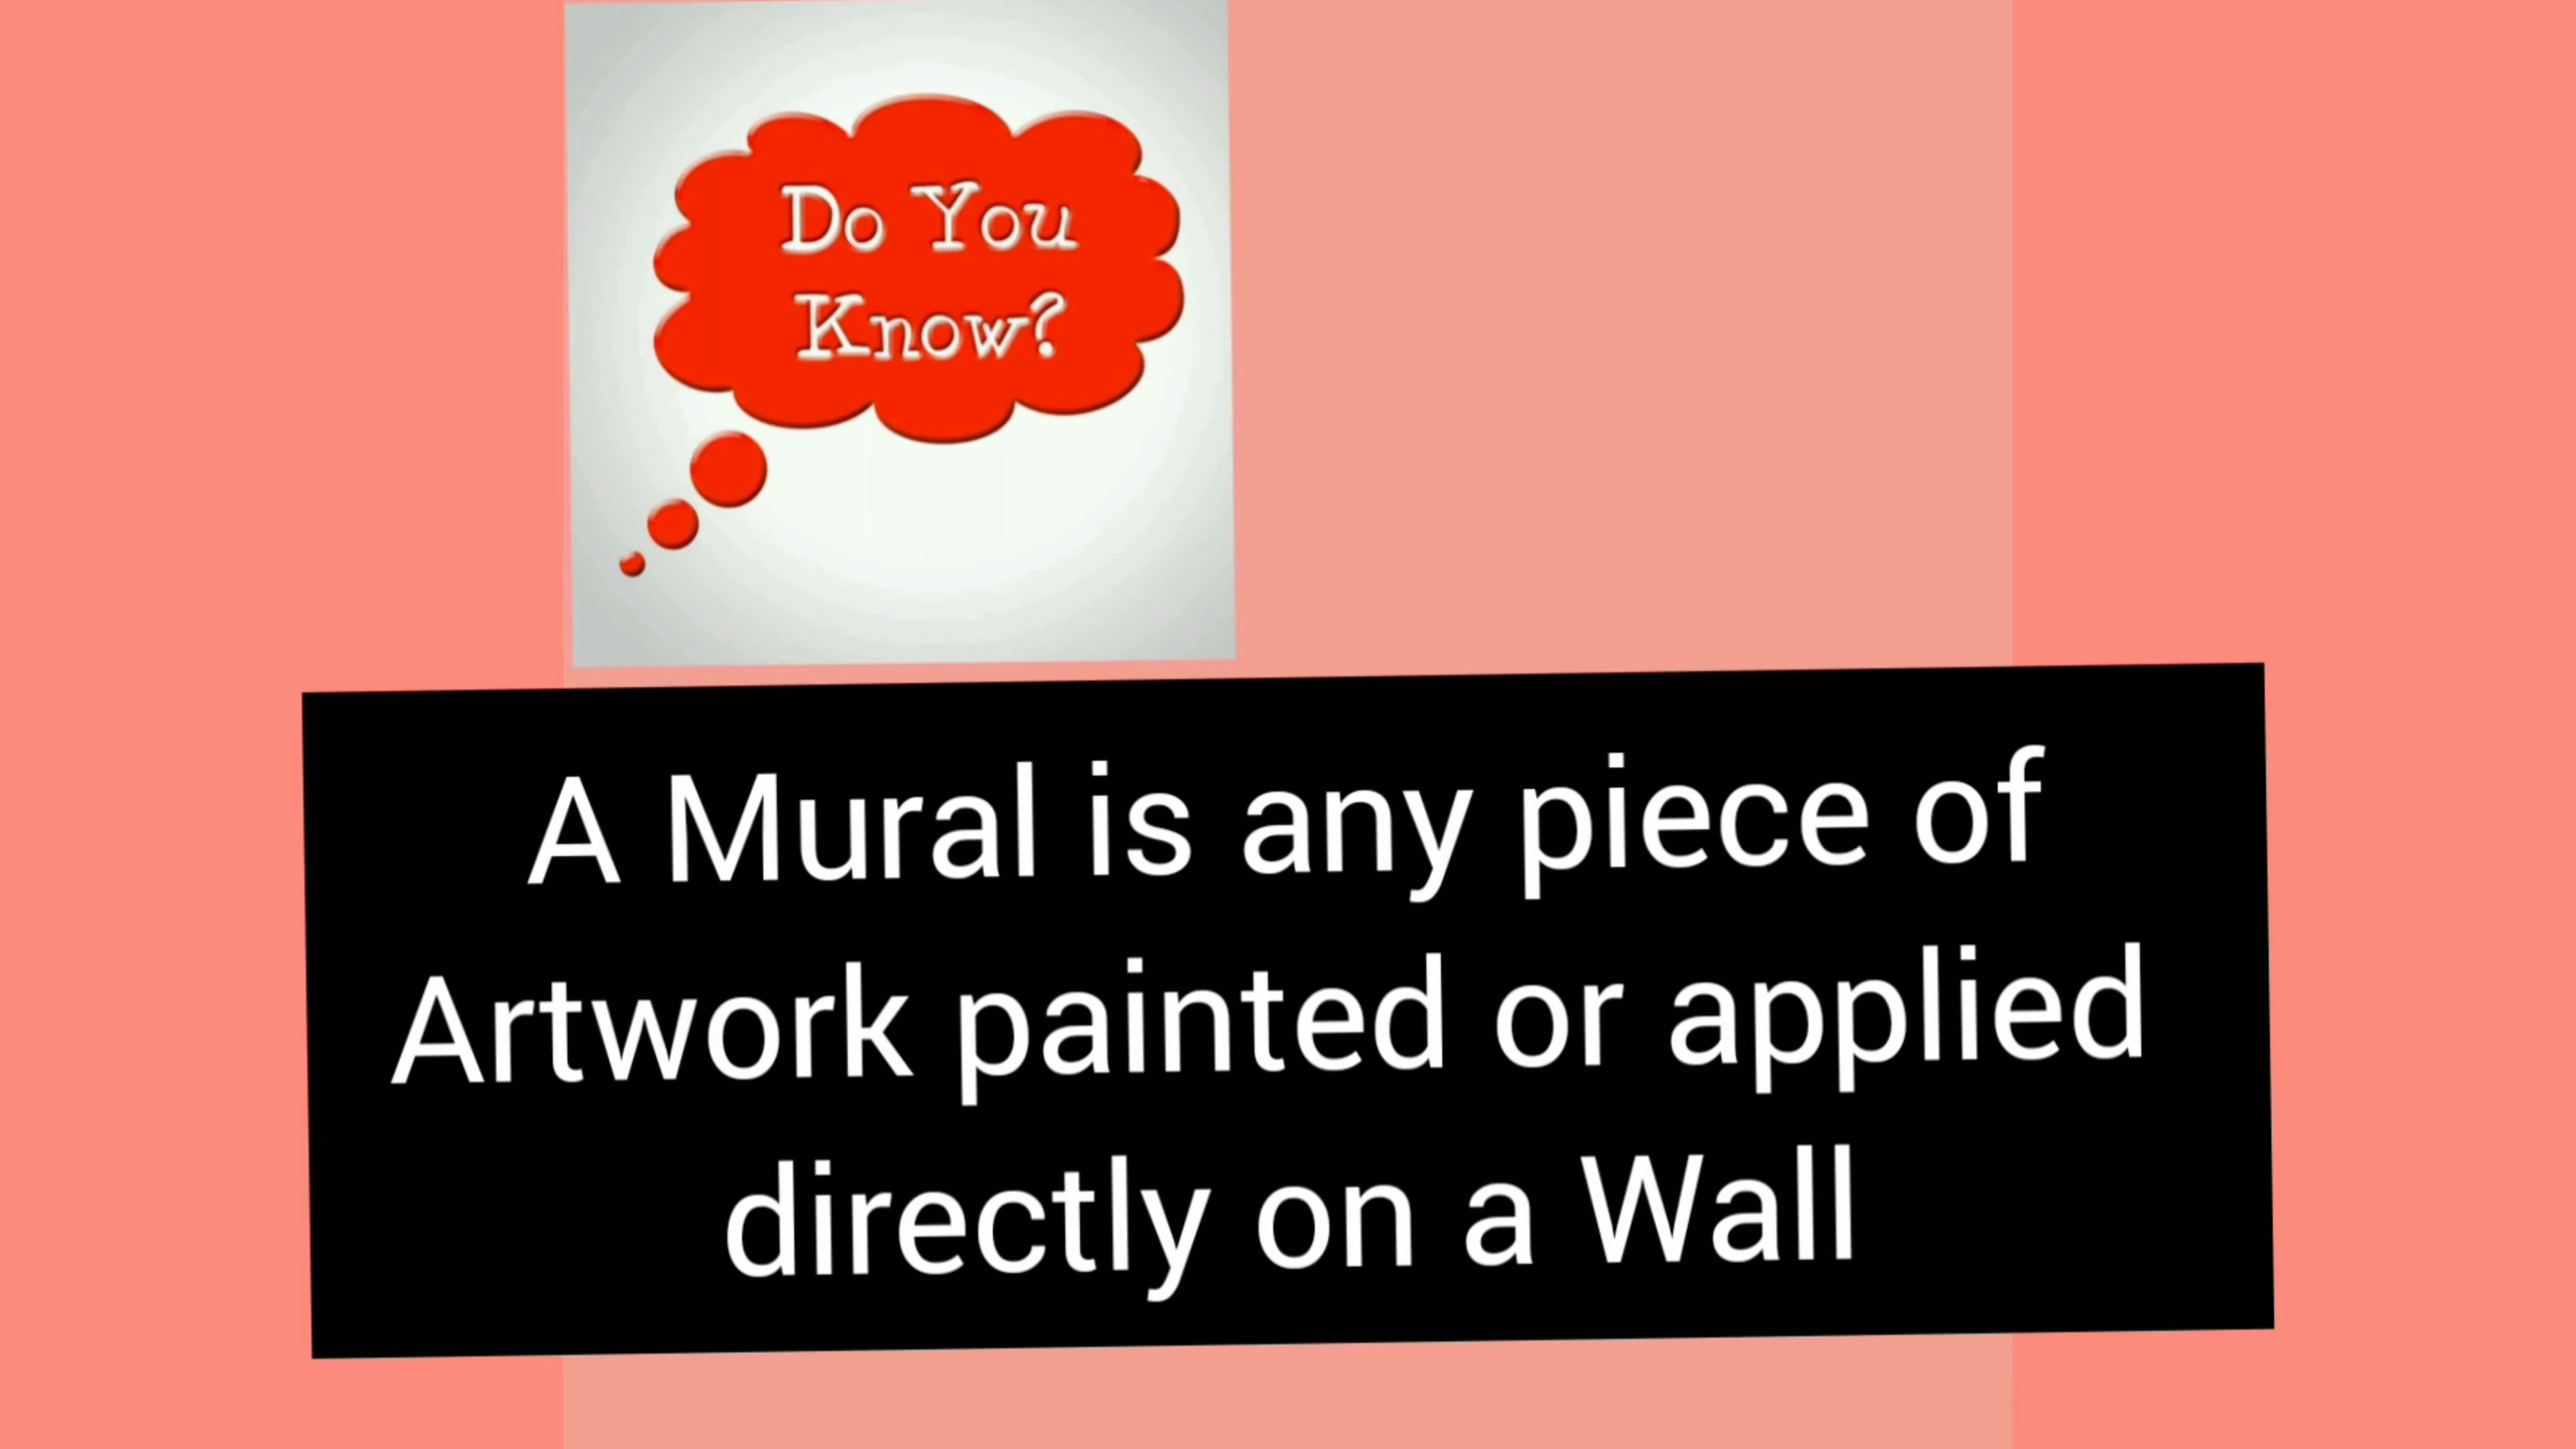 Do You
Know?
A Mural is any piece of
Artwork painted or applied
directly on a Wall